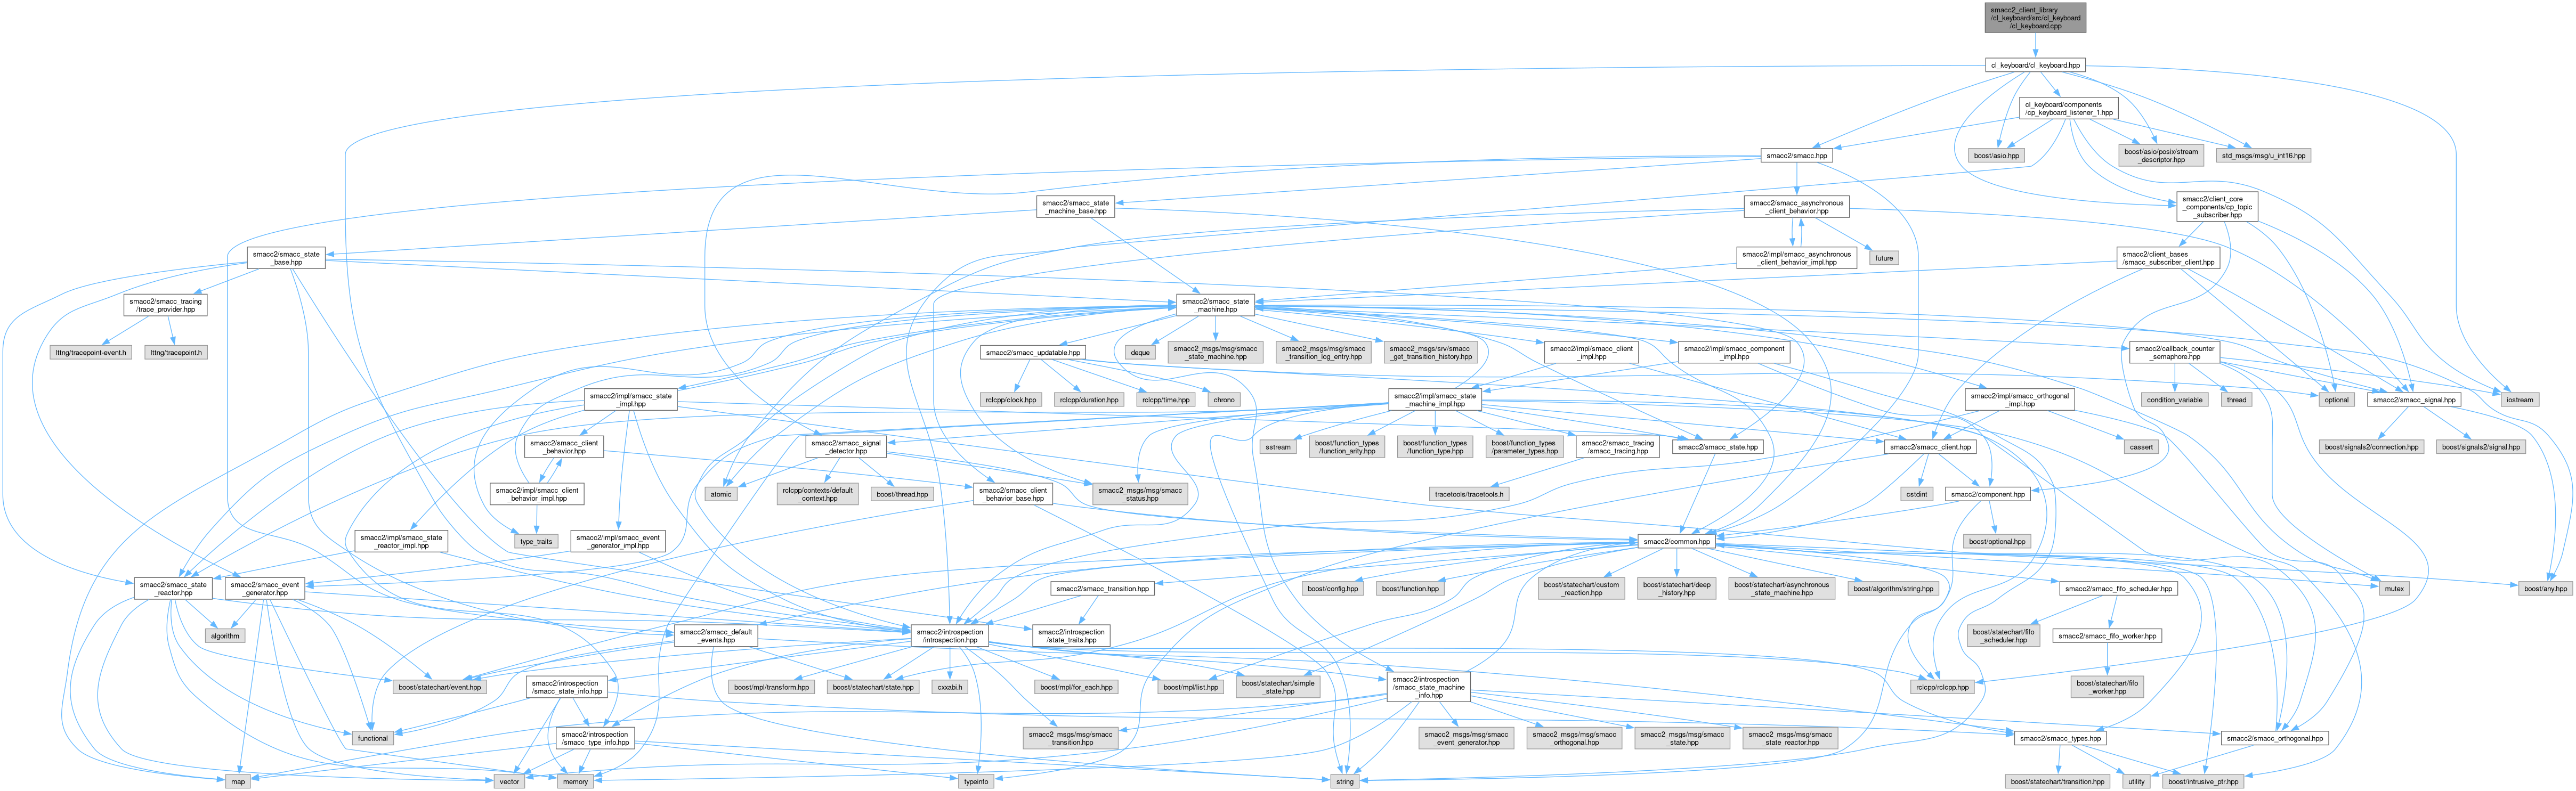 smacc2_client_library
/cl_keyboard/src/cl_keyboard
/cl_keyboard.cpp
cl_keyboard/cl_keyboard.hpp
cl_keyboard/components
/cp_keyboard_listener_1.hpp
smacc2/smacc.hpp
boost/asio.hpp
boost/asio/posix/stream
_descriptor.hpp
std_msgs/msg/u_int16.hpp
smacc2/smacc_state
_machine_base.hpp
smacc2/smacc_asynchronous
_client_behavior.hpp
smacc2/client_core
_components/cp_topic
_subscriber.hpp
smacc2/smacc_state
_base.hpp
smacc2/impl/smacc_asynchronous
_client_behavior_impl.hpp
future
smacc2/client_bases
/smacc_subscriber_client.hpp
smacc2/smacc_tracing
/trace_provider.hpp
smacc2/smacc_state
_machine.hpp
lttng/tracepoint-event.h
lttng/tracepoint.h
smacc2/smacc_updatable.hpp
deque
smacc2_msgs/msg/smacc
_state_machine.hpp
smacc2_msgs/msg/smacc
_transition_log_entry.hpp
smacc2_msgs/srv/smacc
_get_transition_history.hpp
smacc2/impl/smacc_client
_impl.hpp
smacc2/impl/smacc_component
_impl.hpp
smacc2/callback_counter
_semaphore.hpp
smacc2/impl/smacc_state
_impl.hpp
rclcpp/clock.hpp
rclcpp/duration.hpp
rclcpp/time.hpp
chrono
smacc2/impl/smacc_state
_machine_impl.hpp
smacc2/impl/smacc_orthogonal
_impl.hpp
condition_variable
thread
optional
smacc2/smacc_signal.hpp
iostream
smacc2/smacc_client
_behavior.hpp
smacc2/smacc_signal
_detector.hpp
sstream
boost/function_types
/function_arity.hpp
boost/function_types
/function_type.hpp
boost/function_types
/parameter_types.hpp
smacc2/smacc_tracing
/smacc_tracing.hpp
smacc2/smacc_state.hpp
smacc2/smacc_client.hpp
cassert
boost/signals2/connection.hpp
boost/signals2/signal.hpp
smacc2/impl/smacc_client
_behavior_impl.hpp
atomic
rclcpp/contexts/default
_context.hpp
boost/thread.hpp
smacc2/smacc_client
_behavior_base.hpp
smacc2_msgs/msg/smacc
_status.hpp
tracetools/tracetools.h
cstdint
smacc2/component.hpp
smacc2/impl/smacc_state
_reactor_impl.hpp
type_traits
smacc2/impl/smacc_event
_generator_impl.hpp
smacc2/common.hpp
boost/optional.hpp
smacc2/smacc_state
_reactor.hpp
smacc2/smacc_event
_generator.hpp
smacc2/smacc_transition.hpp
boost/config.hpp
boost/function.hpp
boost/statechart/custom
_reaction.hpp
boost/statechart/deep
_history.hpp
boost/statechart/asynchronous
_state_machine.hpp
boost/algorithm/string.hpp
smacc2/smacc_fifo_scheduler.hpp
mutex
boost/any.hpp
algorithm
smacc2/smacc_default
_events.hpp
smacc2/introspection
/introspection.hpp
smacc2/introspection
/state_traits.hpp
boost/statechart/fifo
_scheduler.hpp
smacc2/smacc_fifo_worker.hpp
boost/statechart/event.hpp
smacc2/introspection
/smacc_state_info.hpp
boost/mpl/transform.hpp
boost/statechart/state.hpp
cxxabi.h
boost/mpl/for_each.hpp
boost/mpl/list.hpp
boost/statechart/simple
_state.hpp
smacc2/introspection
/smacc_state_machine
_info.hpp
rclcpp/rclcpp.hpp
boost/statechart/fifo
_worker.hpp
functional
smacc2/introspection
/smacc_type_info.hpp
smacc2_msgs/msg/smacc
_transition.hpp
smacc2_msgs/msg/smacc
_event_generator.hpp
smacc2_msgs/msg/smacc
_orthogonal.hpp
smacc2_msgs/msg/smacc
_state.hpp
smacc2_msgs/msg/smacc
_state_reactor.hpp
smacc2/smacc_types.hpp
smacc2/smacc_orthogonal.hpp
map
vector
memory
typeinfo
string
boost/statechart/transition.hpp
utility
boost/intrusive_ptr.hpp